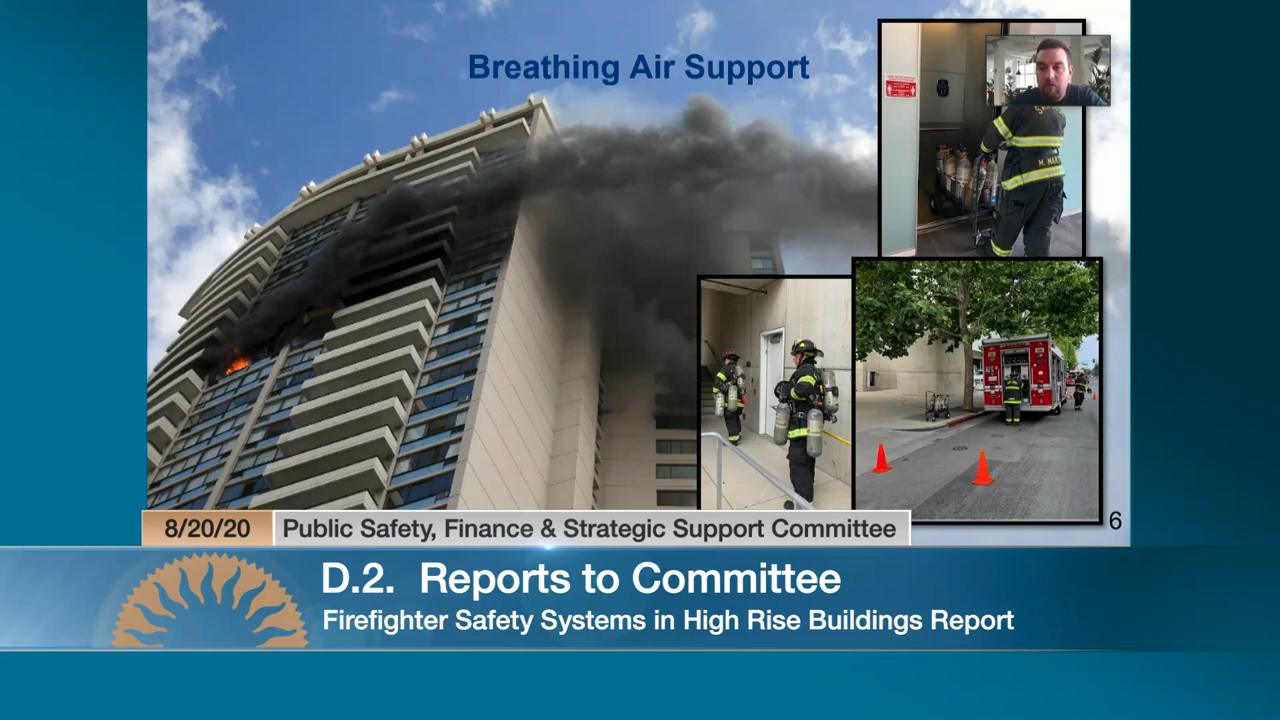 Breathing Air Support
M. MART
6
8/20/20
Public Safety, Finance & Strategic Support Committee
D.2. Reports to Committee
Firefighter Safety Systems in High Rise Buildings Report